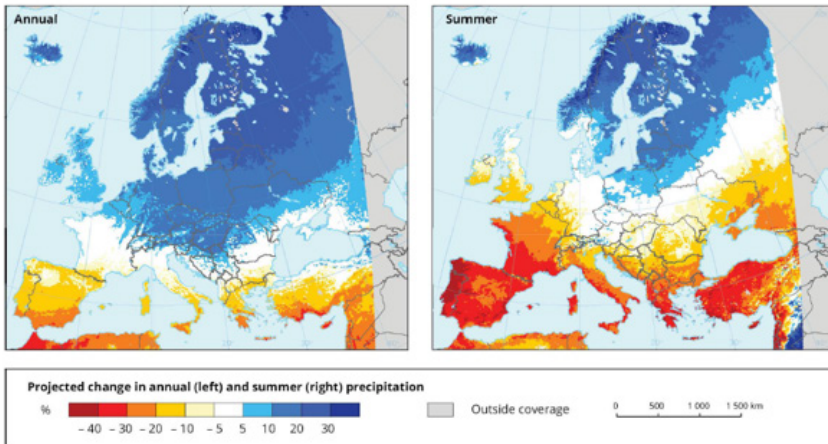 Annual
Summer
Projected change in annual (left) and summer (right) precipitation
%
– 40 – 30 – 20 – 10 – 5 5 10 20 30
Outside coverage
0 500 1 000 1 500 km